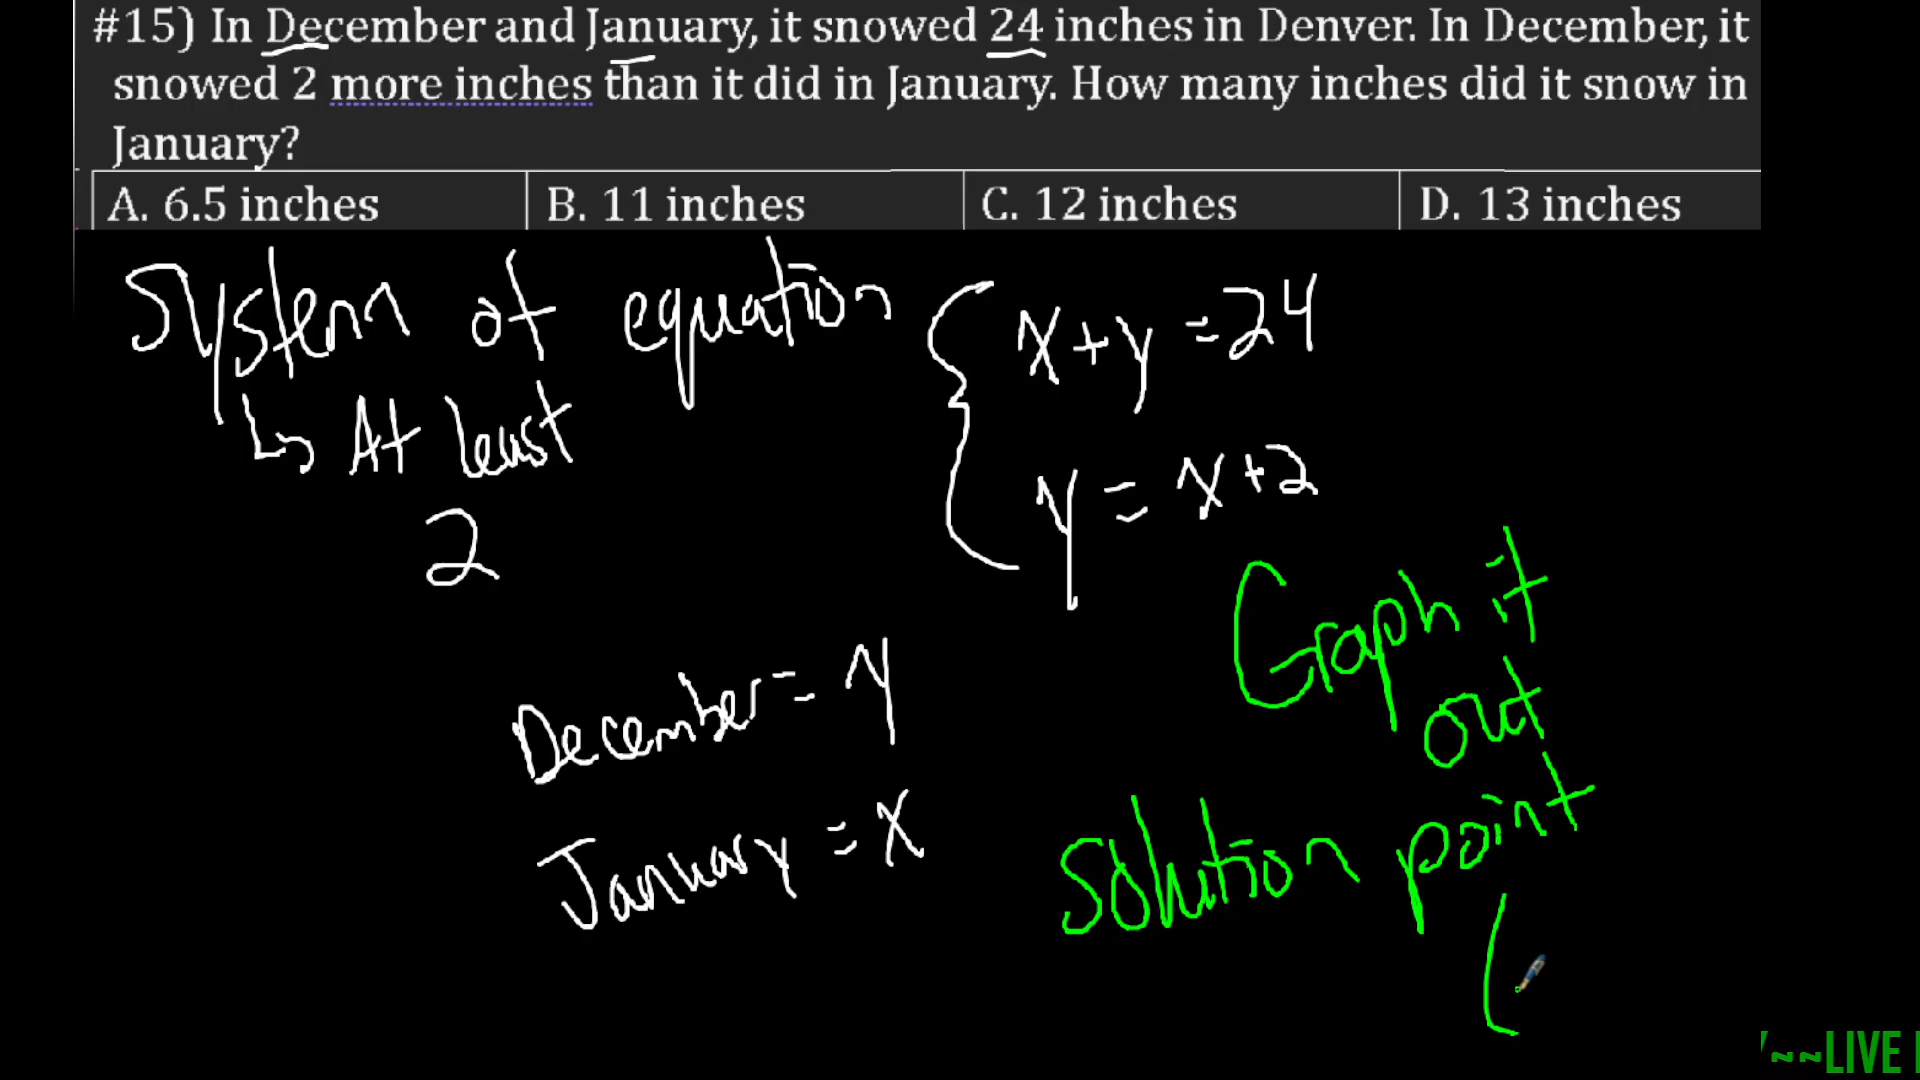 #15) In December and January, it snowed 24 inches in Denver. In December, it
snowed 2 more inches than it did in January. How many inches did it snow in
January?
A. 6.5 inches B. 11 inches C. 12 inches D. 13 inches
System of equation
↳ At least
2
x+y=24
y = x+2
December = y
January = x
Graph it
out
Solution point
(
~~LIVE